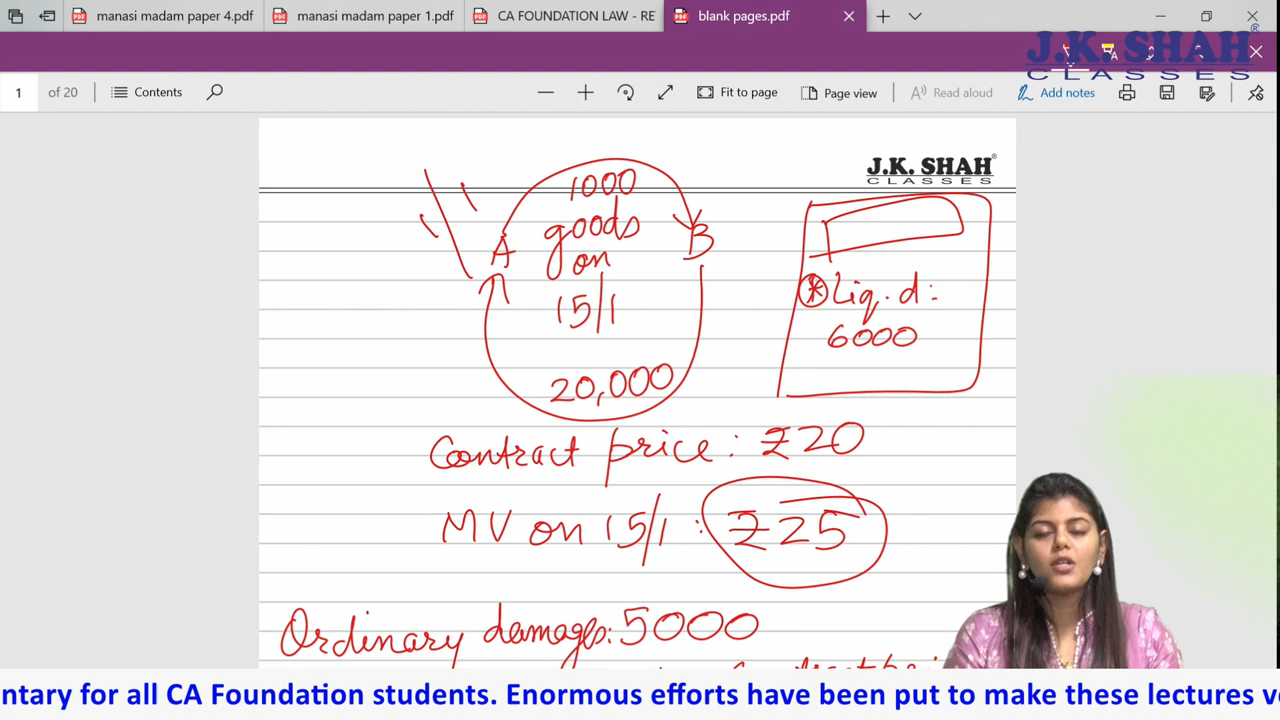 manasi madam paper 4.pdf
manasi madam paper 1.pdf
CA FOUNDATION LAW - RE
blank pages.pdf
J.K. SHAH®
CLASSES
1 of 20
Contents
Fit to page
Page view
Read aloud
Add notes
J.K. SHAH®
CLASSES
1000
goods
A on B
15/1
20,000
Liq. d:
6000
Contract price: ₹20
MV on 15/1: ₹25
Ordinary damages: 5000
ntary for all CA Foundation students. Enormous efforts have been put to make these lectures v